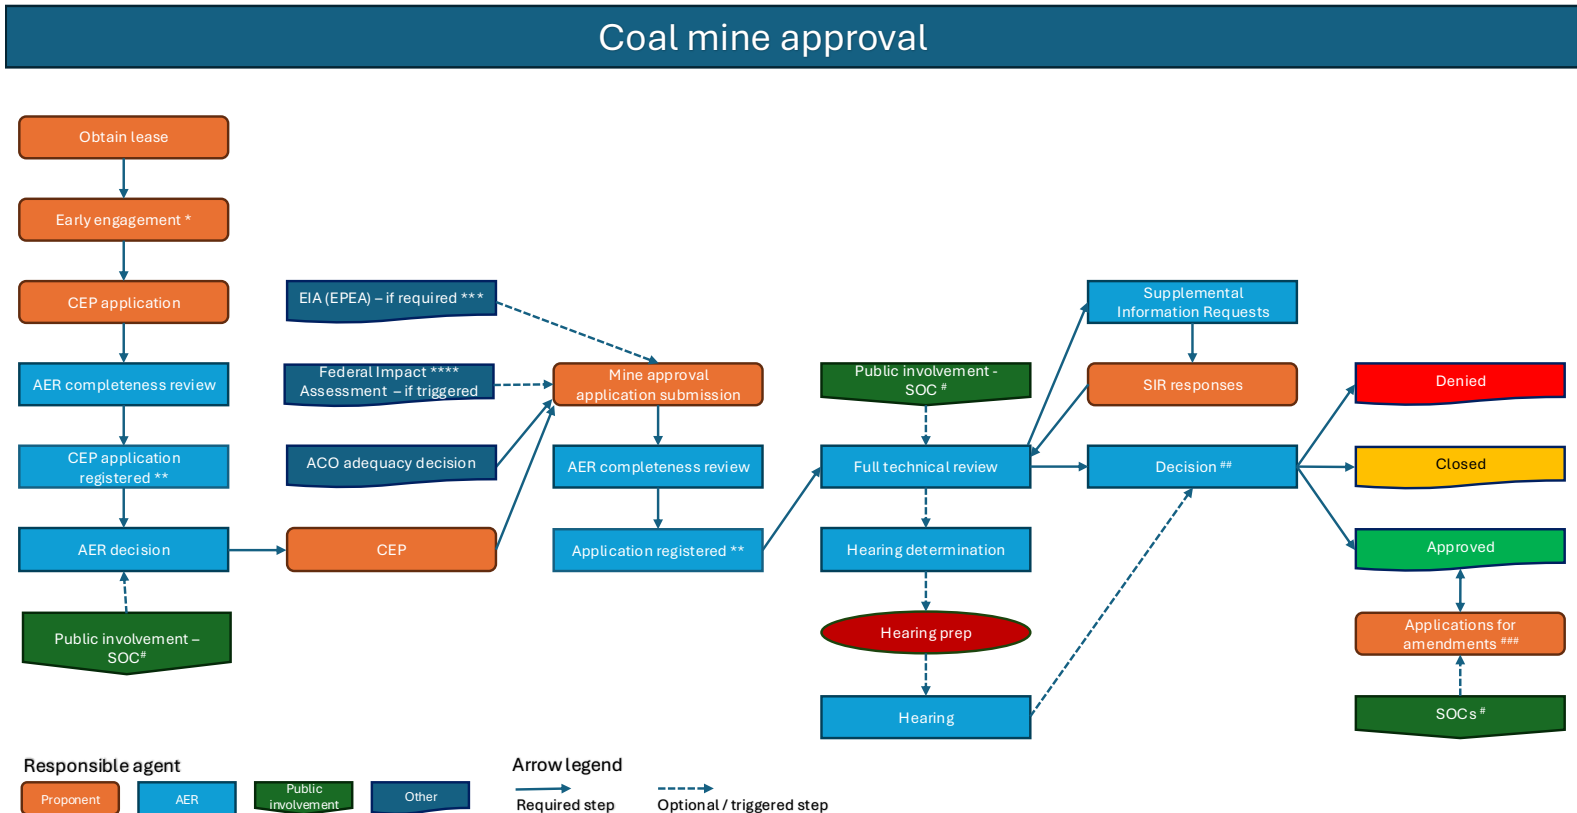 Coal mine approval
Obtain lease
Early engagement *
CEP application
AER completeness review
CEP application
registered **
AER decision
Public involvement –
SOC#
EIA (EPEA) – if required ***
Federal Impact ****
Assessment – if triggered
ACO adequacy decision
CEP
Mine approval
application submission
AER completeness review
Application registered **
Public involvement -
SOC #
Full technical review
Hearing determination
Hearing prep
Hearing
Supplemental
Information Requests
SIR responses
Decision ##
Denied
Closed
Approved
Applications for
amendments ###
SOCs #
Responsible agent
Proponent
AER
Public
involvement
Other
Arrow legend
Required step
Optional / triggered step